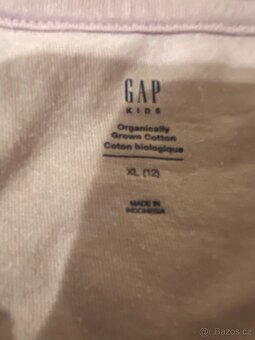 GAP
KIDS
Organically
Grown Cotton
Coton biologique
XL (12)
MADE IN
INDONESIA
Bazos.cz